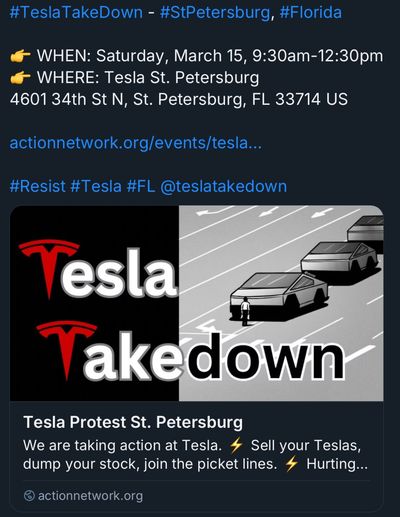 #TeslaTakeDown - #StPetersburg, #Florida
👉 WHEN: Saturday, March 15, 9:30am-12:30pm
👉 WHERE: Tesla St. Petersburg
4601 34th St N, St. Petersburg, FL 33714 US
actionnetwork.org/events/tesla...
#Resist #Tesla #FL @teslatakedown
Tesla
Takedown
Tesla Protest St. Petersburg
We are taking action at Tesla. ⚡ Sell your Teslas,
dump your stock, join the picket lines. ⚡ Hurting...
actionnetwork.org